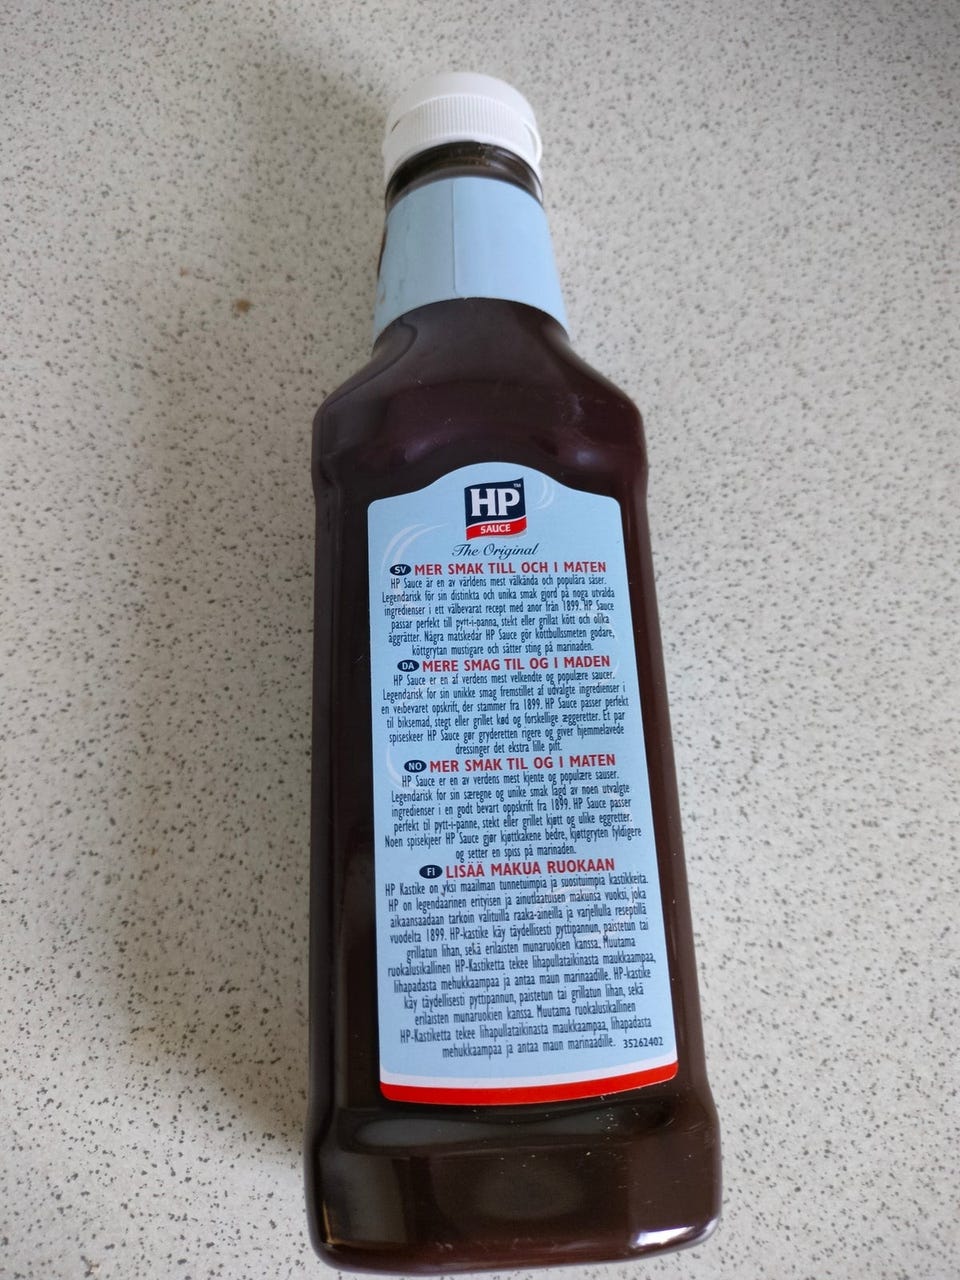 HP™
SAUCE
The Original
SV MER SMAK TILL OCH I MATEN
HP Sauce är en av världens mest välkända och populära såser.
Legendarisk för sin distinkta och unika smak gjord på noga utvalda
ingredienser i ett välbevarat recept med anor från 1899. HP Sauce
passar perfekt till pytt-i-panna, stekt eller grillat kött och olika
äggrätter. Några matskedar HP Sauce gör köttbullssmeten godare,
köttgrytan mustigare och sätter sting på marinaden.
DA MERE SMAG TIL OG I MADEN
HP Sauce er en af verdens mest velkendte og populære saucer.
Legendarisk for sin unikke smag fremstillet af udvalgte ingredienser i
en velbevaret opskrift, der stammer fra 1899. HP Sauce passer perfekt
til biksemad, stegt eller grillet kød og forskellige æggeretter. Et par
spiseskeer HP Sauce gør gryderetten rigere og giver hjemmelavede
dressinger det ekstra lille pift.
NO MER SMAK TIL OG I MATEN
HP Sauce er en av verdens mest kjente og populære sauser.
Legendarisk for sin særegne og unike smak lagd av noen utvalgte
ingredienser i en godt bevart oppskrift fra 1899. HP Sauce passer
perfekt til pytt-i-panne, stekt eller grillet kjøtt og ulike eggretter.
Noen spisekjeer HP Sauce gjør kjøttkakene bedre, kjøttgryten fyldigere
og setter en spiss på marinaden.
FI LISÄÄ MAKUA RUOKAAN
HP Kastike on yksi maailman tunnetuimpia ja suosituimpia kastikkeita.
HP on legendaarinen erityisen ja ainutlaatuisen makunsa vuoksi, joka
aikaansaadaan tarkoin valituilla raaka-aineilla ja varjellulla reseptillä
vuodelta 1899. HP-kastike käy täydellisesti pyttipannun, paistetun tai
grillatun lihan, sekä erilaisten munaruokien kanssa. Muutama
ruokalusikallinen HP-Kastiketta tekee lihapullataikinasta maukkaampaa,
lihapadasta mehukkaampaa ja antaa maun marinaadille. HP-kastike
käy täydellisesti pyttipannun, paistetun tai grillatun lihan, sekä
erilaisten munaruokien kanssa. Muutama ruokalusikallinen
HP-Kastiketta tekee lihapullataikinasta maukkaampaa, lihapadasta
mehukkaampaa ja antaa maun marinaadille. 35262402